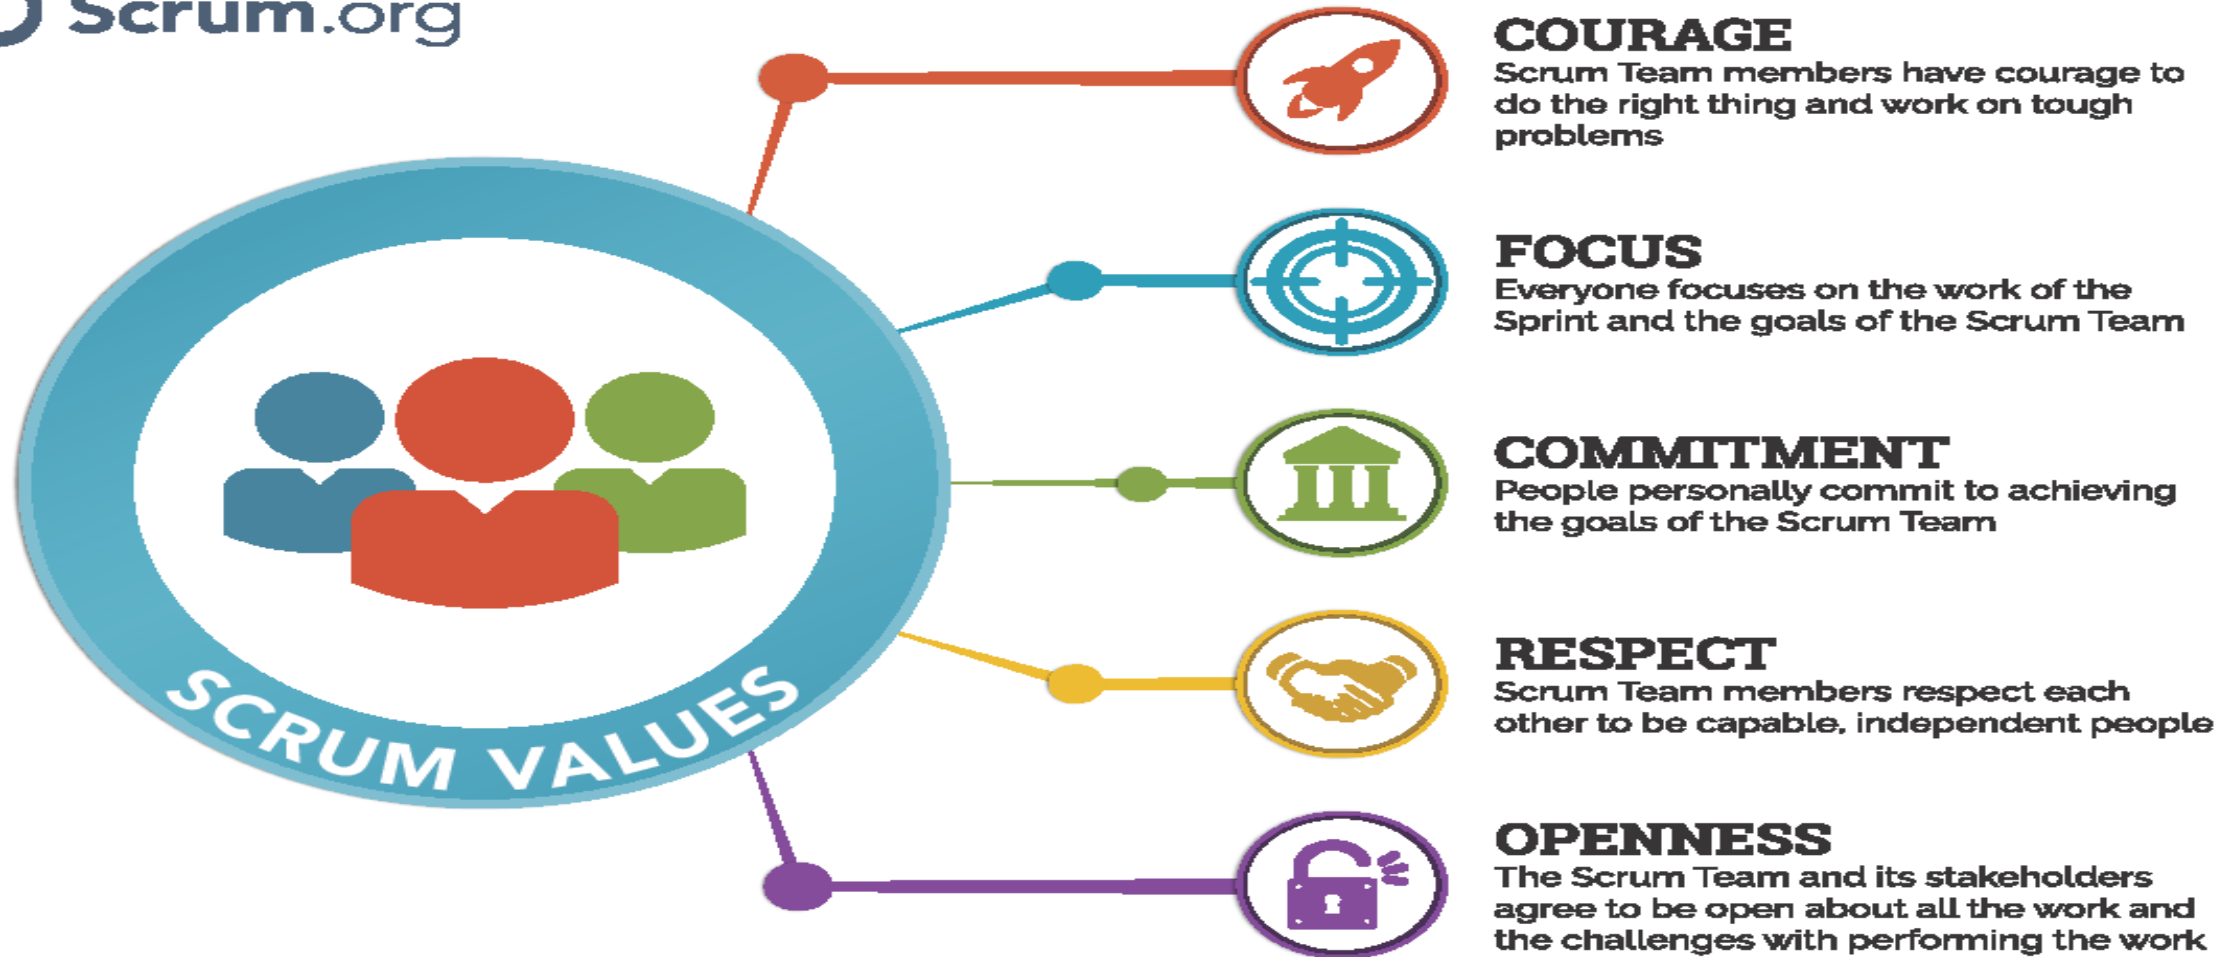 Scrum.org
COURAGE
Scrum Team members have courage to
do the right thing and work on tough
problems
FOCUS
Everyone focuses on the work of the
Sprint and the goals of the Scrum Team
COMMITMENT
People personally commit to achieving
the goals of the Scrum Team
RESPECT
Scrum Team members respect each
other to be capable, independent people
OPENNESS
The Scrum Team and its stakeholders
agree to be open about all the work and
the challenges with performing the work
SCRUM VALUES